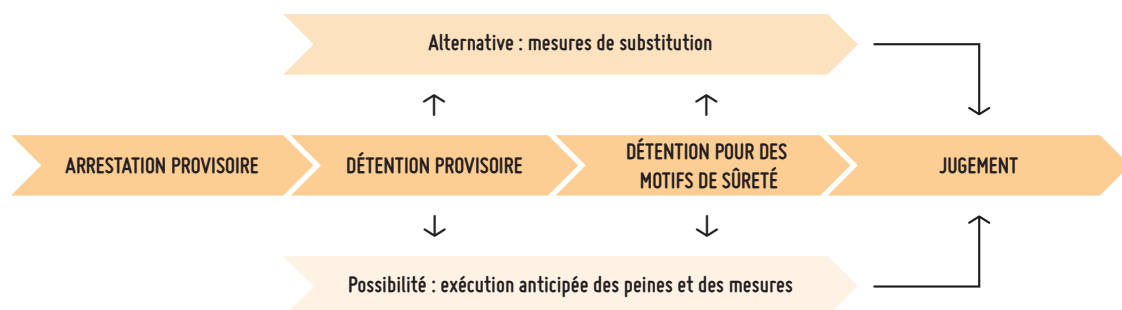 Alternative : mesures de substitution
ARRESTATION PROVISOIRE
DÉTENTION PROVISOIRE
DÉTENTION POUR DES
MOTIFS DE SÛRETÉ
JUGEMENT
Possibilité : exécution anticipée des peines et des mesures